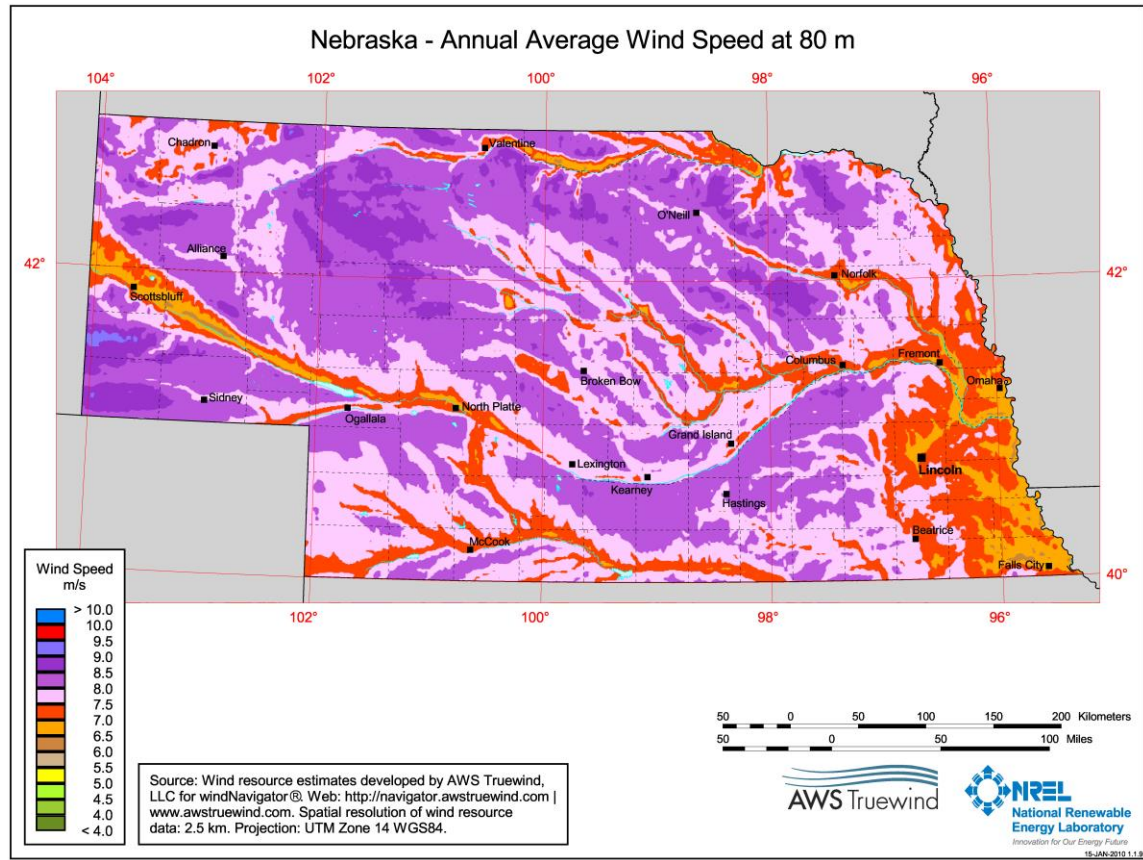 Nebraska - Annual Average Wind Speed at 80 m
104° 102° 100° 98° 96°
Chadron
Valentine
O'Neill
Alliance
42° 42°
Norfolk
Scottsbluff
Columbus
Fremont
Broken Bow
Omaha
Sidney
North Platte
Ogallala
Grand Island
Lexington
Lincoln
Kearney
Hastings
Beatrice
McCook
Falls City
40°
102° 100° 98° 96°
Wind Speed
m/s
> 10.0
10.0
9.5
9.0
8.5
8.0
7.5
7.0
6.5
6.0
5.5
5.0
4.5
< 4.0
Source: Wind resource estimates developed by AWS Truewind,
LLC for windNavigator®. Web: http://navigator.awstruewind.com |
www.awstruewind.com. Spatial resolution of wind resource
data: 2.5 km. Projection: UTM Zone 14 WGS84.
50 0 50 100 150 200 Kilometers
50 0 50 100 Miles
AWS Truewind
NREL
National Renewable
Energy Laboratory
Innovation for Our Energy Future
15-JAN-2010 1.1.9